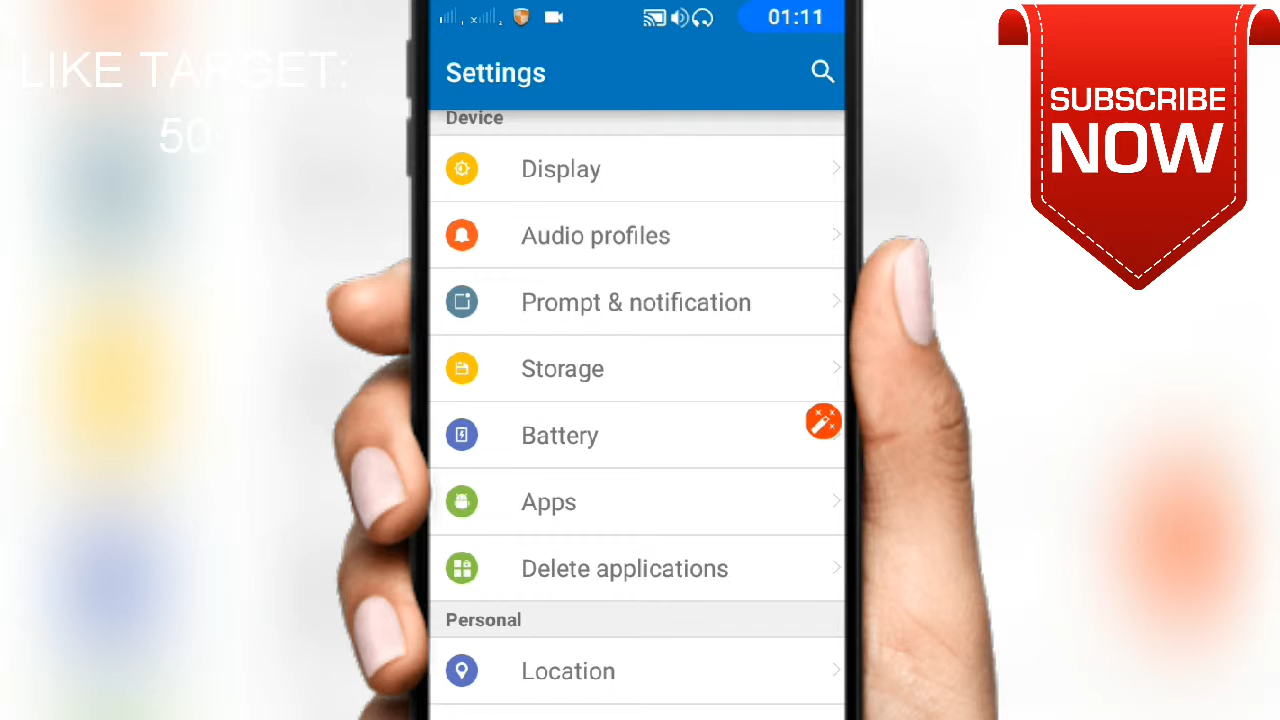 01:11
Settings
LIKE TARGET:
50
Device
Display
Audio profiles
Prompt & notification
Storage
Battery
Apps
Delete applications
Personal
Location
SUBSCRIBE
NOW